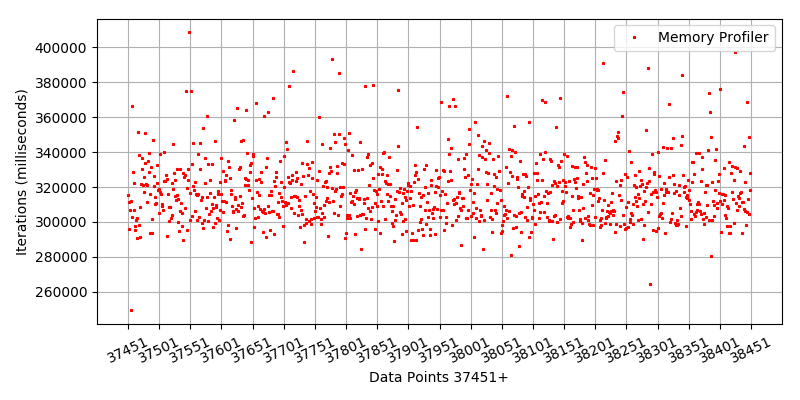 Memory Profiler
400000
380000
360000
340000
320000
300000
280000
260000
Iterations (milliseconds)
37451 37501 37551 37601 37651 37701 37751 37801 37851 37901 37951 38001 38051 38101 38151 38201 38251 38301 38351 38401 38451
Data Points 37451+